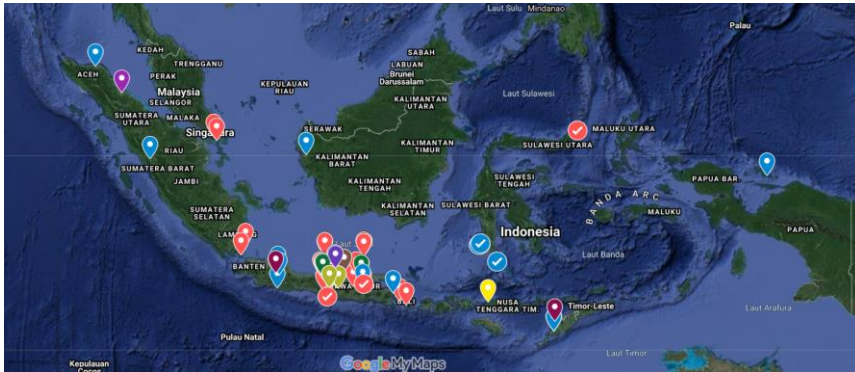 Laut Sulu
Mindanao
Palau
KEDAH
SABAH
ACEH
TRENGGANU
LABUAN
Brunei
Darussalam
PERAK
KEPULAUAN
RIAU
Malaysia
Laut Sulawesi
SELANGOR
KALIMANTAN
UTARA
SUMATERA
UTARA
MALAKA
SERAWAK
MALUKU UTARA
SULAWESI UTARA
RIAU
KALIMANTAN
BARAT
KALIMANTAN
TIMUR
SUMATERA BARAT
SULAWESI
TENGAH
PAPUA BAR.
JAMBI
KALIMANTAN
TENGAH
SUMATERA
SELATAN
KALIMANTAN
SELATAN
SULAWESI BARAT
BANDA ARC
MALUKU
Indonesia
PAPUA
Laut
BANTEN
Laut Banda
NUSA
TENGGARA TIM.
Timor-Leste
Laut Arafura
Pulau Natal
Laut Timor
Kepulauan
Cocos
Google My Maps